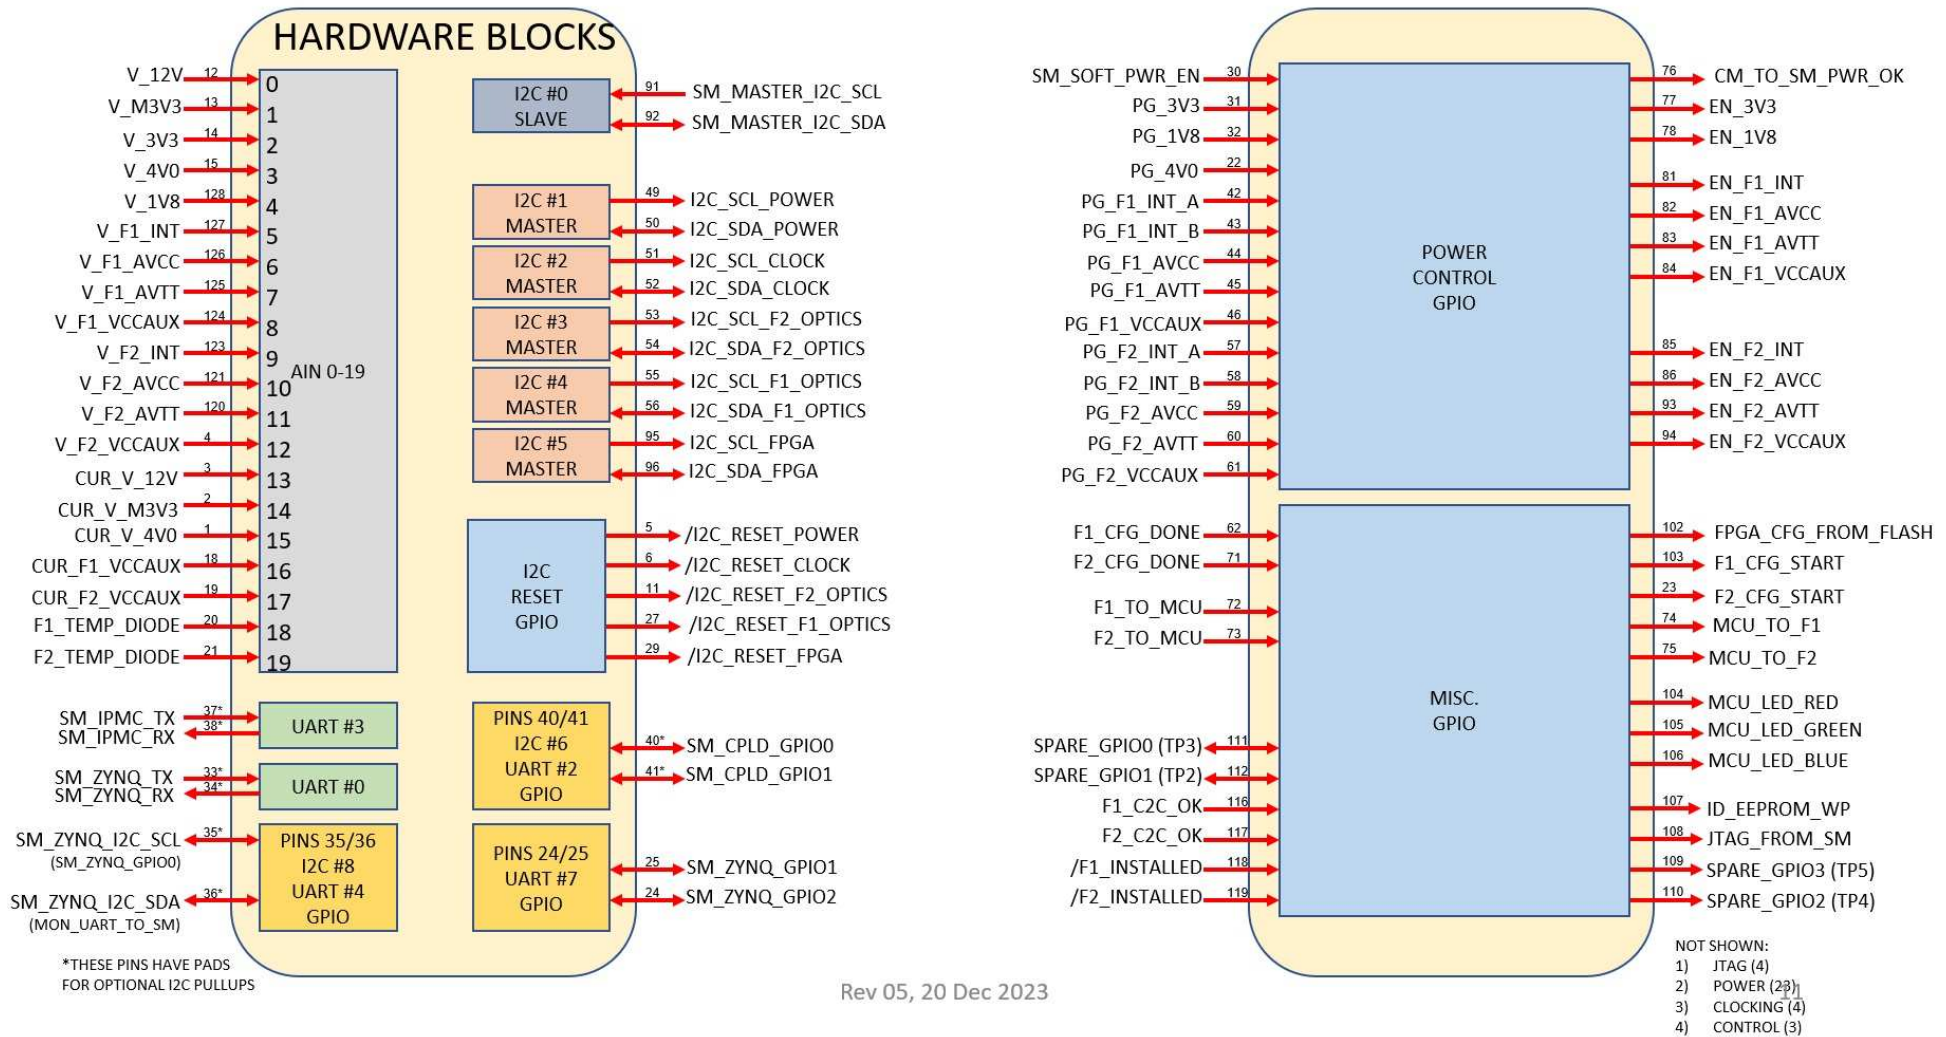 HARDWARE BLOCKS
V_12V 12 0
V_M3V3 13 1
V_3V3 14 2
V_4V0 15 3
V_1V8 128 4
V_F1_INT 127 5
V_F1_AVCC 126 6
V_F1_AVTT 125 7
V_F1_VCCAUX 124 8
V_F2_INT 123 9
V_F2_AVCC 121 10
V_F2_AVTT 120 11
V_F2_VCCAUX 4 12
CUR_V_12V 3 13
CUR_V_M3V3 2 14
CUR_V_4V0 1 15
CUR_F1_VCCAUX 18 16
CUR_F2_VCCAUX 19 17
F1_TEMP_DIODE 20 18
F2_TEMP_DIODE 21 19
AIN 0-19
SM_IPMC_TX 37*
SM_IPMC_RX 38*
UART #3
SM_ZYNQ_TX 33*
SM_ZYNQ_RX 34*
UART #0
SM_ZYNQ_I2C_SCL 35*
(SM_ZYNQ_GPIO0)
SM_ZYNQ_I2C_SDA 36*
(MON_UART_TO_SM)
PINS 35/36
I2C #8
UART #4
GPIO
*THESE PINS HAVE PADS
FOR OPTIONAL I2C PULLUPS
I2C #0
SLAVE
91 SM_MASTER_I2C_SCL
92 SM_MASTER_I2C_SDA
I2C #1
MASTER
49 I2C_SCL_POWER
50 I2C_SDA_POWER
I2C #2
MASTER
51 I2C_SCL_CLOCK
52 I2C_SDA_CLOCK
I2C #3
MASTER
53 I2C_SCL_F2_OPTICS
54 I2C_SDA_F2_OPTICS
I2C #4
MASTER
55 I2C_SCL_F1_OPTICS
56 I2C_SDA_F1_OPTICS
I2C #5
MASTER
95 I2C_SCL_FPGA
96 I2C_SDA_FPGA
I2C
RESET
GPIO
5 /I2C_RESET_POWER
6 /I2C_RESET_CLOCK
11 /I2C_RESET_F2_OPTICS
27 /I2C_RESET_F1_OPTICS
29 /I2C_RESET_FPGA
PINS 40/41
I2C #6
UART #2
GPIO
40* SM_CPLD_GPIO0
41* SM_CPLD_GPIO1
PINS 24/25
UART #7
GPIO
25 SM_ZYNQ_GPIO1
24 SM_ZYNQ_GPIO2
SM_SOFT_PWR_EN 30
PG_3V3 31
PG_1V8 32
PG_4V0 22
PG_F1_INT_A 42
PG_F1_INT_B 43
PG_F1_AVCC 44
PG_F1_AVTT 45
PG_F1_VCCAUX 46
PG_F2_INT_A 57
PG_F2_INT_B 58
PG_F2_AVCC 59
PG_F2_AVTT 60
PG_F2_VCCAUX 61
POWER
CONTROL
GPIO
76 CM_TO_SM_PWR_OK
77 EN_3V3
78 EN_1V8
81 EN_F1_INT
82 EN_F1_AVCC
83 EN_F1_AVTT
84 EN_F1_VCCAUX
85 EN_F2_INT
86 EN_F2_AVCC
93 EN_F2_AVTT
94 EN_F2_VCCAUX
F1_CFG_DONE 62
F2_CFG_DONE 71
F1_TO_MCU 72
F2_TO_MCU 73
SPARE_GPIO0 (TP3) 111
SPARE_GPIO1 (TP2) 112
F1_C2C_OK 116
F2_C2C_OK 117
/F1_INSTALLED 118
/F2_INSTALLED 119
MISC.
GPIO
102 FPGA_CFG_FROM_FLASH
103 F1_CFG_START
23 F2_CFG_START
74 MCU_TO_F1
75 MCU_TO_F2
104 MCU_LED_RED
105 MCU_LED_GREEN
106 MCU_LED_BLUE
107 ID_EEPROM_WP
108 JTAG_FROM_SM
109 SPARE_GPIO3 (TP5)
110 SPARE_GPIO2 (TP4)
NOT SHOWN:
1) JTAG (4)
2) POWER (23)
3) CLOCKING (4)
4) CONTROL (3)
Rev 05, 20 Dec 2023
11